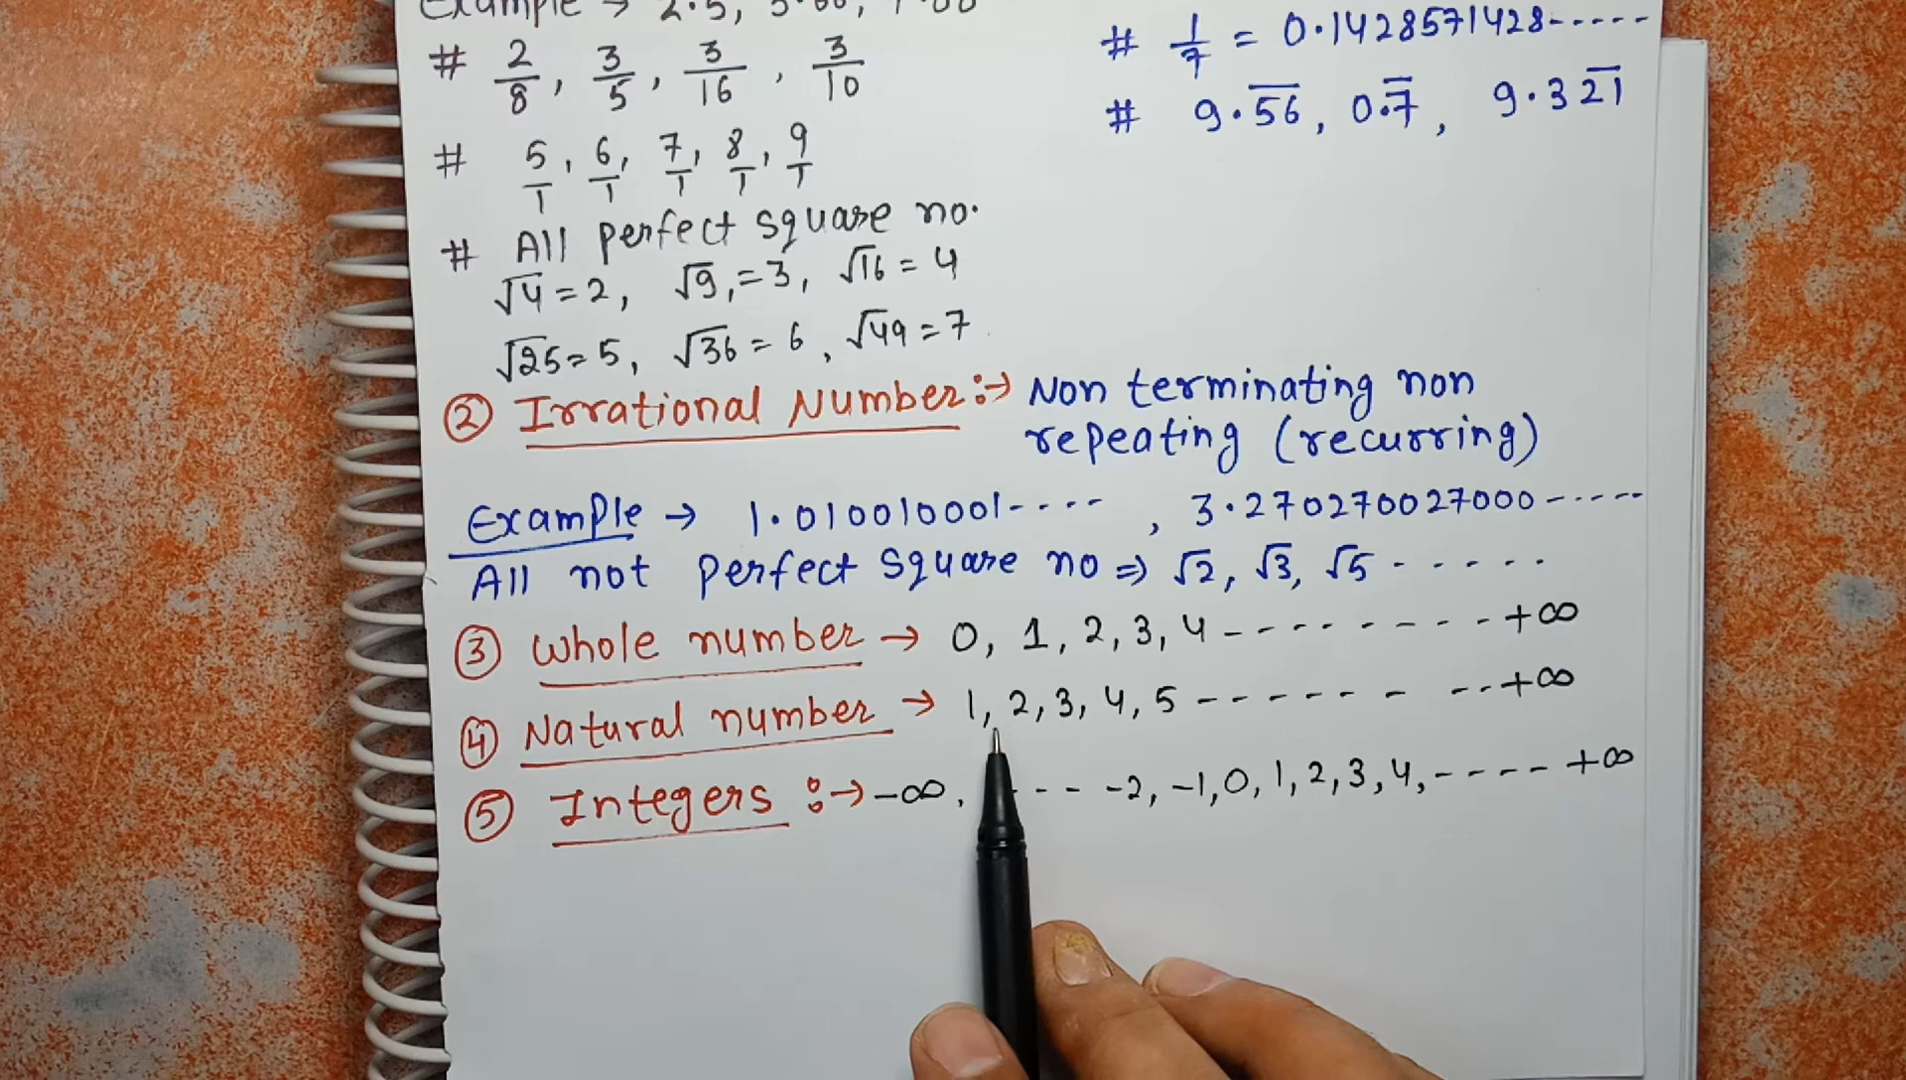 Example → 2.5,
# 2/8, 3/5, 3/16, 3/10
# 5/1, 6/1, 7/1, 8/1, 9/1
# All perfect square no.
√4 = 2, √9, = 3, √16 = 4
√25 = 5, √36 = 6, √49 = 7
# 1/7 = 0.1428571428-----
# 9.5̅6̅, 0.7̅, 9.32̅1̅
② Irrational Number :→ Non terminating non
repeating (recurring)
Example → 1.010010001----, 3.270270027000-----
All not perfect square no ⇒ √2, √3, √5 - - - - -
③ Whole number → 0, 1, 2, 3, 4 - - - - - - - - - +∞
④ Natural number → 1, 2, 3, 4, 5 - - - - - - - - - +∞
⑤ Integers :→ -∞, - - - -2, -1, 0, 1, 2, 3, 4, - - - - +∞